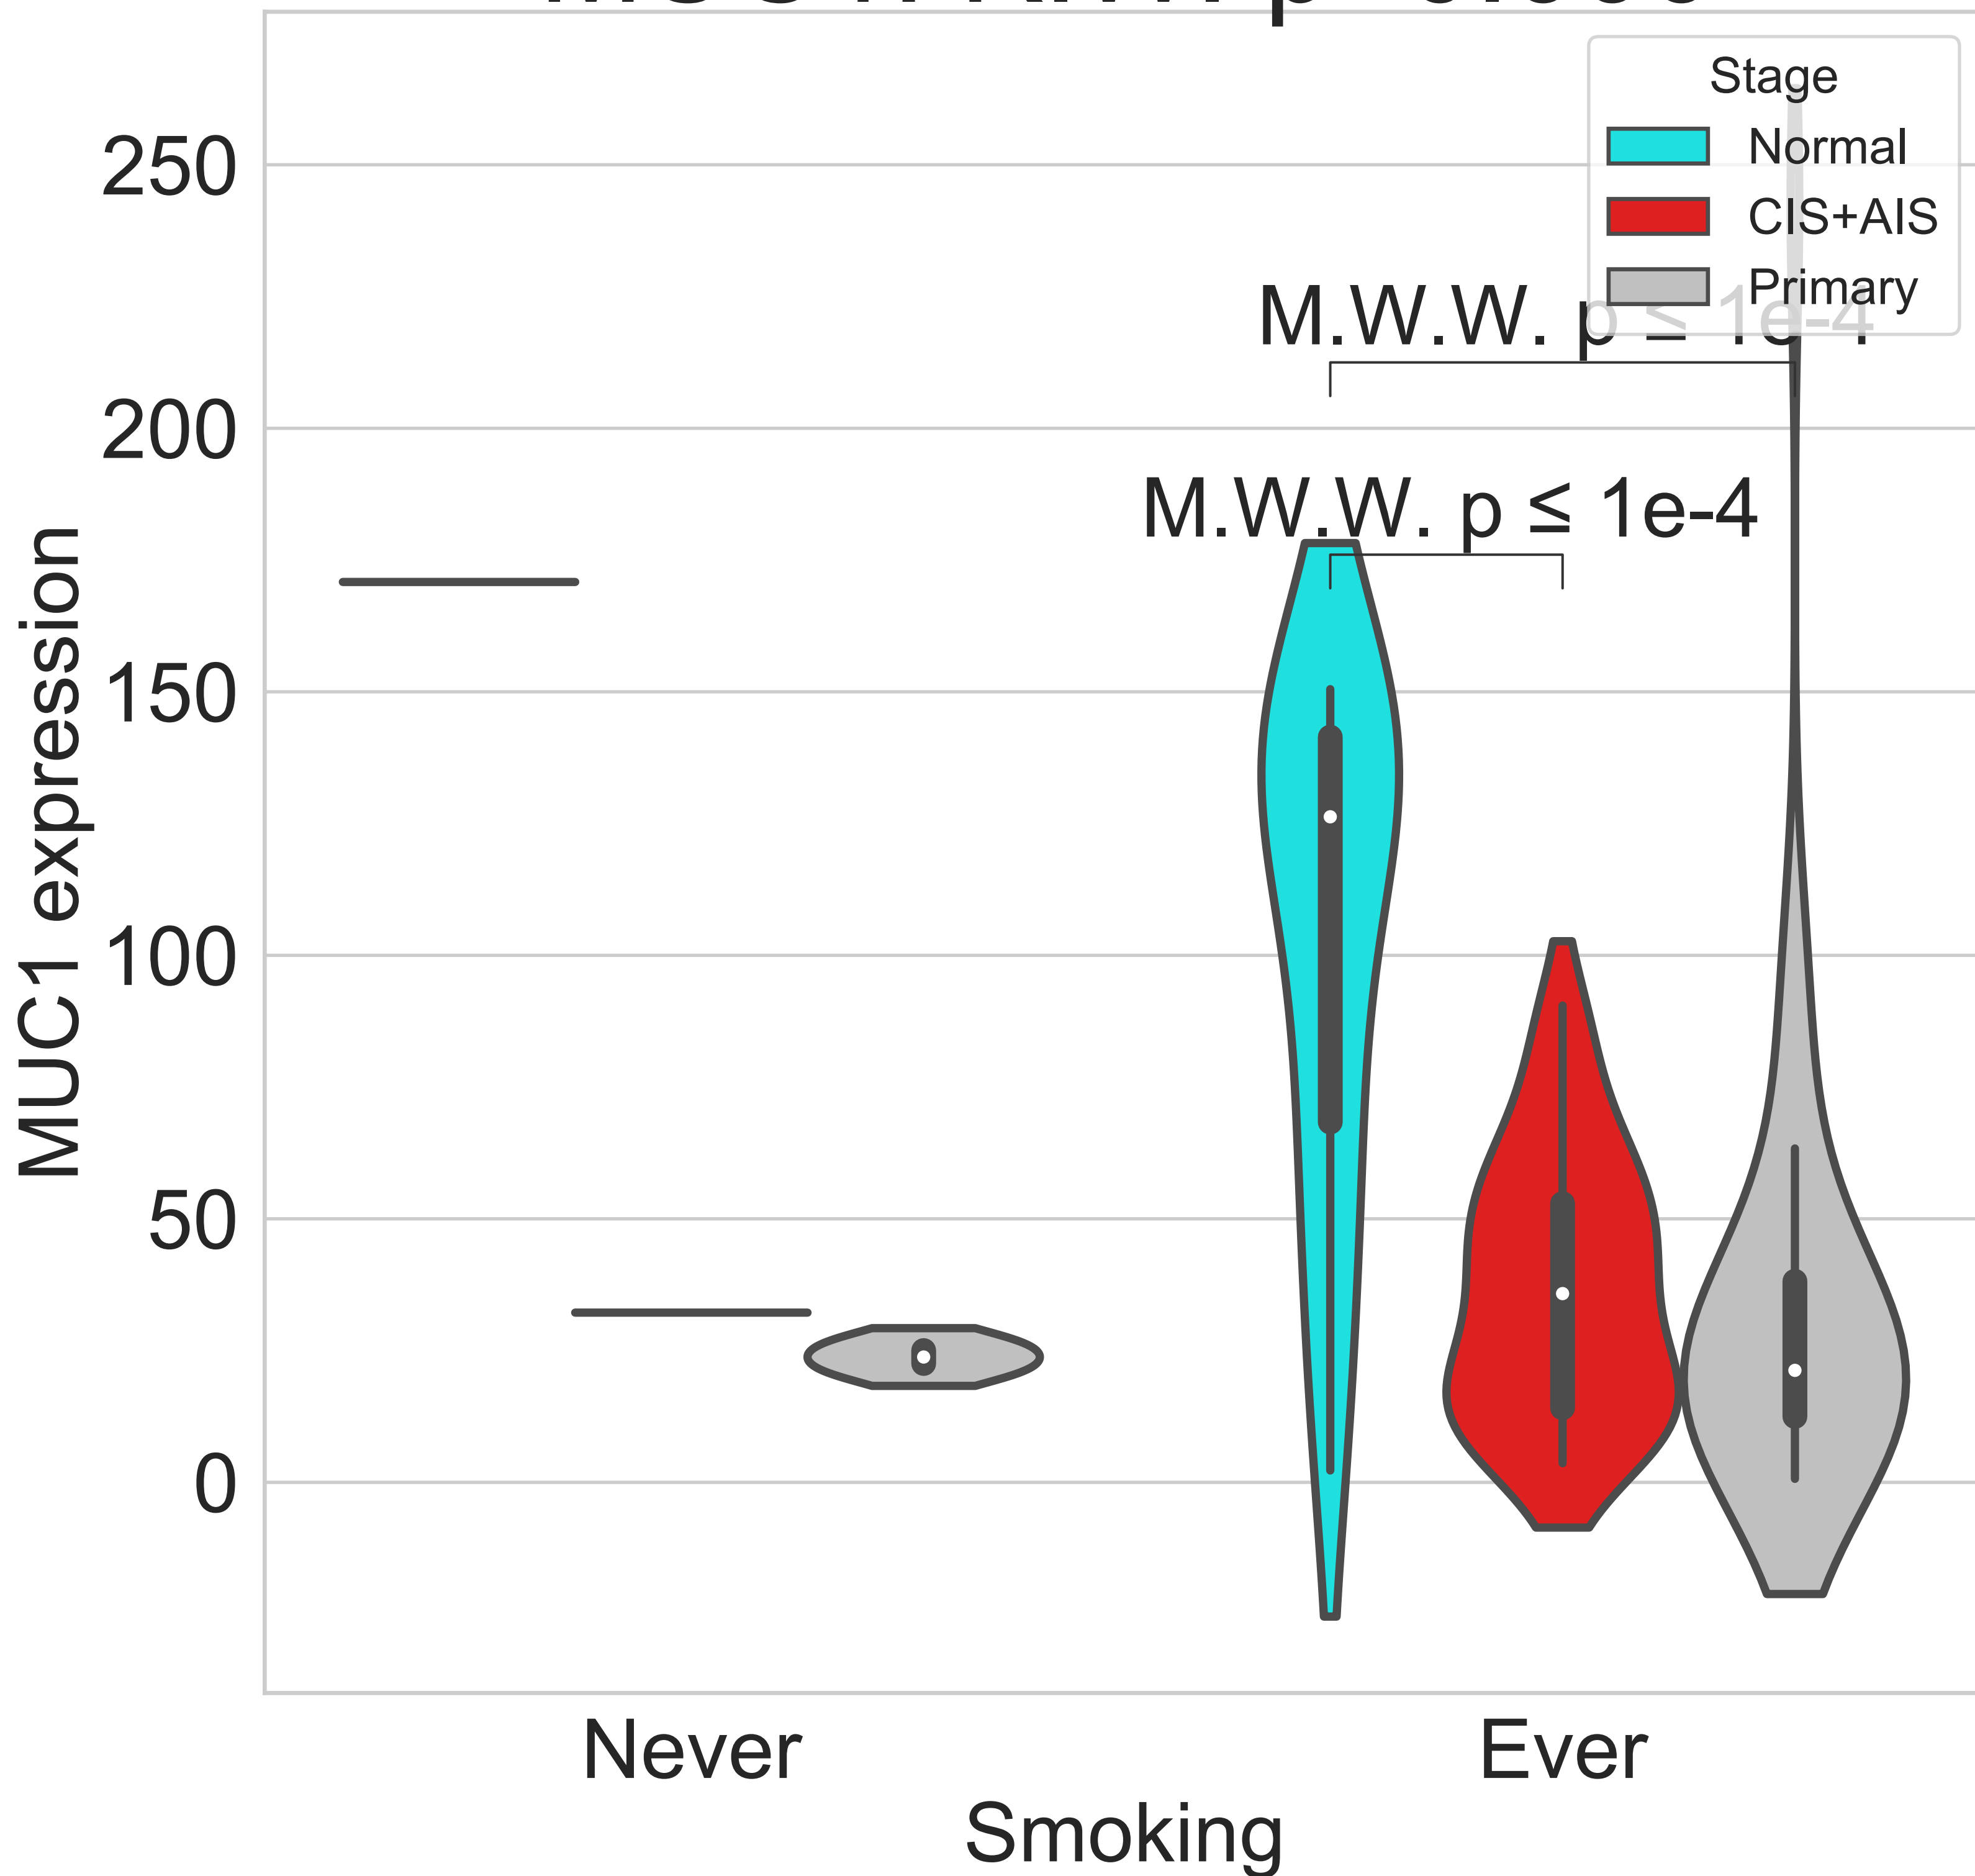 Stage
Normal
CIS+AIS
Primary
M.W.W. p ≤ 1e-4
M.W.W. p ≤ 1e-4
MUC1 expression
250
200
150
100
50
0
Never
Ever
Smoking